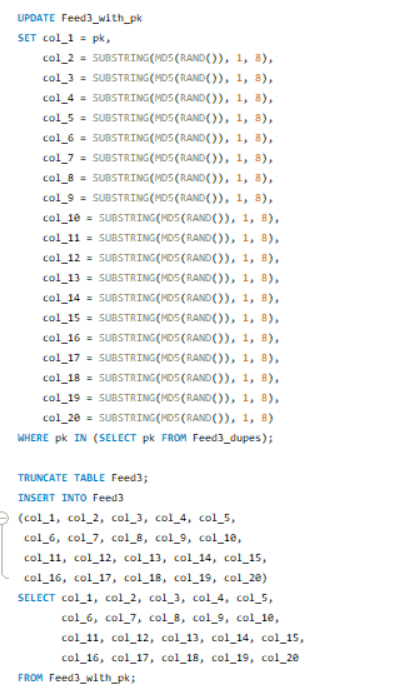 UPDATE Feed3_with_pk
SET col_1 = pk,
col_2 = SUBSTRING(MD5(RAND()), 1, 8),
col_3 = SUBSTRING(MD5(RAND()), 1, 8),
col_4 = SUBSTRING(MD5(RAND()), 1, 8),
col_5 = SUBSTRING(MD5(RAND()), 1, 8),
col_6 = SUBSTRING(MD5(RAND()), 1, 8),
col_7 = SUBSTRING(MD5(RAND()), 1, 8),
col_8 = SUBSTRING(MD5(RAND()), 1, 8),
col_9 = SUBSTRING(MD5(RAND()), 1, 8),
col_10 = SUBSTRING(MD5(RAND()), 1, 8),
col_11 = SUBSTRING(MD5(RAND()), 1, 8),
col_12 = SUBSTRING(MD5(RAND()), 1, 8),
col_13 = SUBSTRING(MD5(RAND()), 1, 8),
col_14 = SUBSTRING(MD5(RAND()), 1, 8),
col_15 = SUBSTRING(MD5(RAND()), 1, 8),
col_16 = SUBSTRING(MD5(RAND()), 1, 8),
col_17 = SUBSTRING(MD5(RAND()), 1, 8),
col_18 = SUBSTRING(MD5(RAND()), 1, 8),
col_19 = SUBSTRING(MD5(RAND()), 1, 8),
col_20 = SUBSTRING(MD5(RAND()), 1, 8)
WHERE pk IN (SELECT pk FROM Feed3_dupes);
TRUNCATE TABLE Feed3;
INSERT INTO Feed3
(col_1, col_2, col_3, col_4, col_5,
col_6, col_7, col_8, col_9, col_10,
col_11, col_12, col_13, col_14, col_15,
col_16, col_17, col_18, col_19, col_20)
SELECT col_1, col_2, col_3, col_4, col_5,
col_6, col_7, col_8, col_9, col_10,
col_11, col_12, col_13, col_14, col_15,
col_16, col_17, col_18, col_19, col_20
FROM Feed3_with_pk;